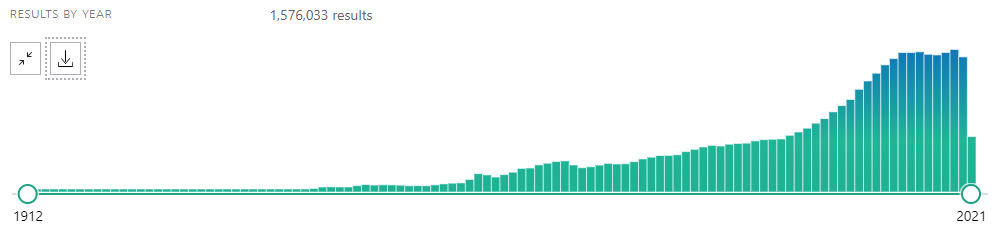 RESULTS BY YEAR
1,576,033 results
1912
2021